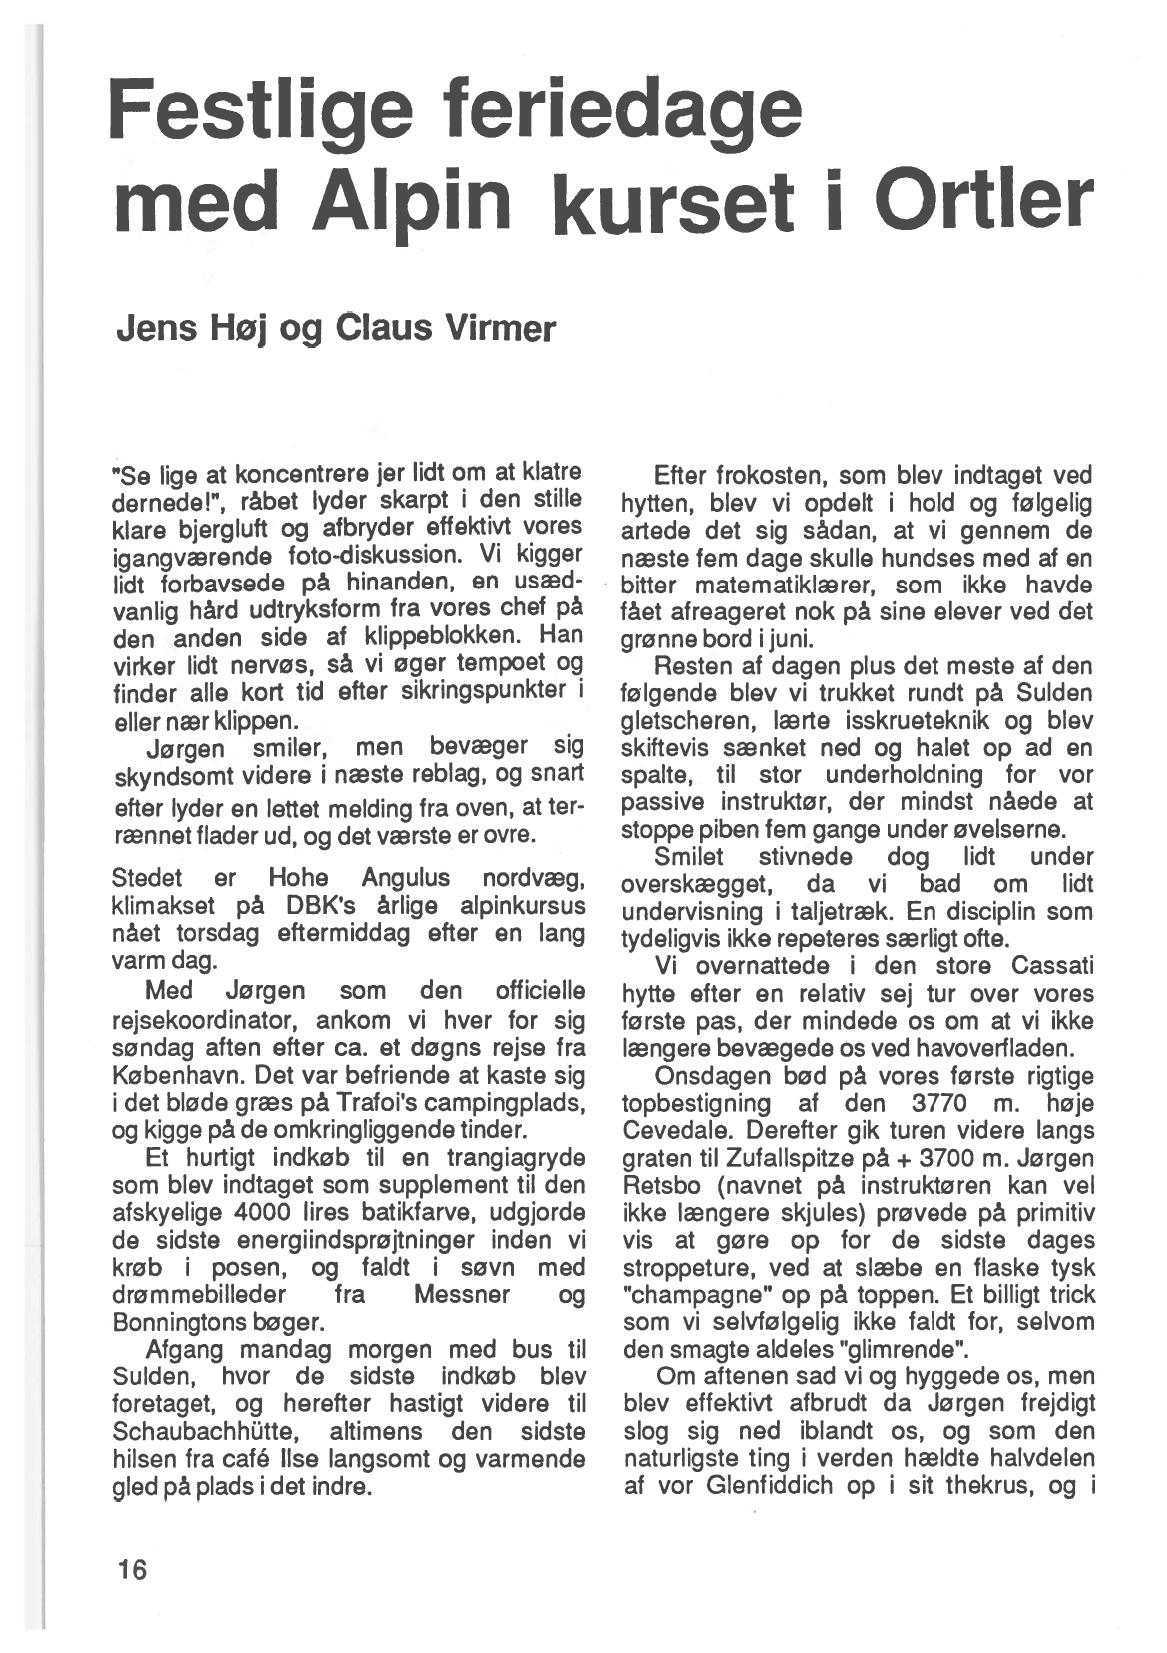 Festlige feriedage
med Alpin kurset i Ortler
Jens Høj og Claus Virmer
"Se lige at koncentrere jer lidt om at klatre
dernede!", råbet lyder skarpt i den stille
klare bjergluft og afbryder effektivt vores
igangværende foto-diskussion. Vi kigger
lidt forbavsede på hinanden, en usæd-
vanlig hård udtryksform fra vores chef på
den anden side af klippeblokken. Han
virker lidt nervøs, så vi øger tempoet og
finder alle kort tid efter sikringspunkter i
eller nær klippen.
Jørgen smiler, men bevæger sig
skyndsomt videre i næste reblag, og snart
efter lyder en lettet melding fra oven, at ter-
rænnet flader ud, og det værste er ovre.
Stedet er Hohe Angulus nordvæg,
klimakset på DBK's årlige alpinkursus
nået torsdag eftermiddag efter en lang
varm dag.
Med Jørgen som den officielle
rejsekoordinator, ankom vi hver for sig
søndag aften efter ca. et døgns rejse fra
København. Det var befriende at kaste sig
i det bløde græs på Trafoi's campingplads,
og kigge på de omkringliggende tinder.
Et hurtigt indkøb til en trangiagryde
som blev indtaget som supplement til den
afskyelige 4000 lires batikfarve, udgjorde
de sidste energiindsprøjtninger inden vi
krøb i posen, og faldt i søvn med
drømmebilleder fra Messner og
Bonningtons bøger.
Afgang mandag morgen med bus til
Sulden, hvor de sidste indkøb blev
foretaget, og herefter hastigt videre til
Schaubachhütte, altimens den sidste
hilsen fra café Ilse langsomt og varmende
gled på plads i det indre.
Efter frokosten, som blev indtaget ved
hytten, blev vi opdelt i hold og følgelig
artede det sig sådan, at vi gennem de
næste fem dage skulle hundses med af en
bitter matematiklærer, som ikke havde
fået afreageret nok på sine elever ved det
grønne bord i juni.
Resten af dagen plus det meste af den
følgende blev vi trukket rundt på Sulden
gletscheren, lærte isskrueteknik og blev
skiftevis sænket ned og halet op ad en
spalte, til stor underholdning for vor
passive instruktør, der mindst nåede at
stoppe piben fem gange under øvelserne.
Smilet stivnede dog lidt under
overskægget, da vi bad om lidt
undervisning i taljetræk. En disciplin som
tydeligvis ikke repeteres særligt ofte.
Vi overnattede i den store Cassati
hytte efter en relativ sej tur over vores
første pas, der mindede os om at vi ikke
længere bevægede os ved havoverfladen.
Onsdagen bød på vores første rigtige
topbestigning af den 3770 m. høje
Cevedale. Derefter gik turen videre langs
graten til Zufallspitze på + 3700 m. Jørgen
Retsbo (navnet på instruktøren kan vel
ikke længere skjules) prøvede på primitiv
vis at gøre op for de sidste dages
stroppeture, ved at slæbe en flaske tysk
"champagne" op på toppen. Et billigt trick
som vi selvfølgelig ikke faldt for, selvom
den smagte aldeles "glimrende".
Om aftenen sad vi og hyggede os, men
blev effektivt afbrudt da Jørgen frejdigt
slog sig ned iblandt os, og som den
naturligste ting i verden hældte halvdelen
af vor Glenfiddich op i sit thekrus, og i
16